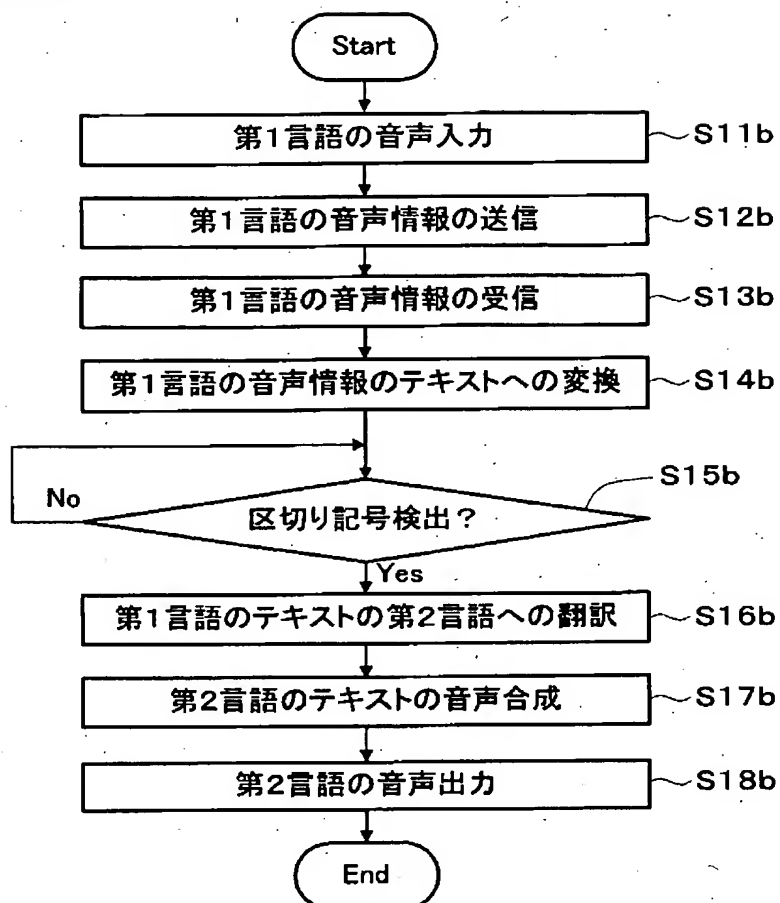 Start
第1言語の音声入力 S11b
第1言語の音声情報の送信 S12b
第1言語の音声情報の受信 S13b
第1言語の音声情報のテキストへの変換 S14b
S15b
No
区切り記号検出？
Yes
第1言語のテキストの第2言語への翻訳 S16b
第2言語のテキストの音声合成 S17b
第2言語の音声出力 S18b
End